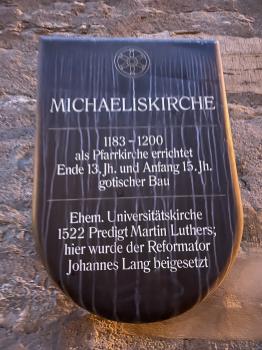 MICHAELISKIRCHE
1183-1200
als Pfarrkirche errichtet
Ende 13. Jh. und Anfang 15. Jh.
gotischer Bau
Ehem. Universitätskirche
1522 Predigt Martin Luthers;
hier wurde der Reformator
Johannes Lang beigesetzt